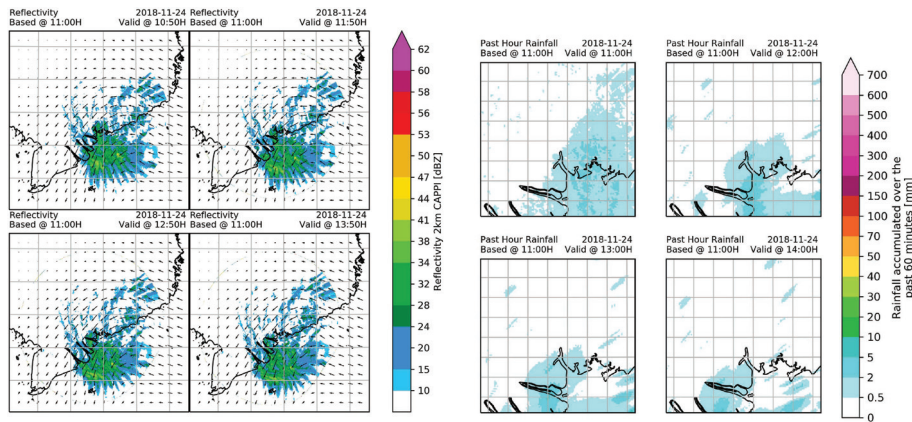 Reflectivity 2018-11-24
Based @ 11:00H Valid @ 10:50H
Reflectivity 2018-11-24
Based @ 11:00H Valid @ 11:50H
Reflectivity 2018-11-24
Based @ 11:00H Valid @ 12:50H
Reflectivity 2018-11-24
Based @ 11:00H Valid @ 13:50H
62
60
58
56
53
47
44
41
38
34
33
28
24
20
15
10
Reflectivity 2km CAPPI [dBZ]
Past Hour Rainfall 2018-11-24
Based @ 11:00H Valid @ 11:00H
Past Hour Rainfall 2018-11-24
Based @ 11:00H Valid @ 12:00H
Past Hour Rainfall 2018-11-24
Based @ 11:00H Valid @ 13:00H
Past Hour Rainfall 2018-11-24
Based @ 11:00H Valid @ 14:00H
700
600
500
300
200
150
100
70
50
40
30
20
10
5
2
0.5
0
Rainfall accumulated over the
past 60 minutes [mm]